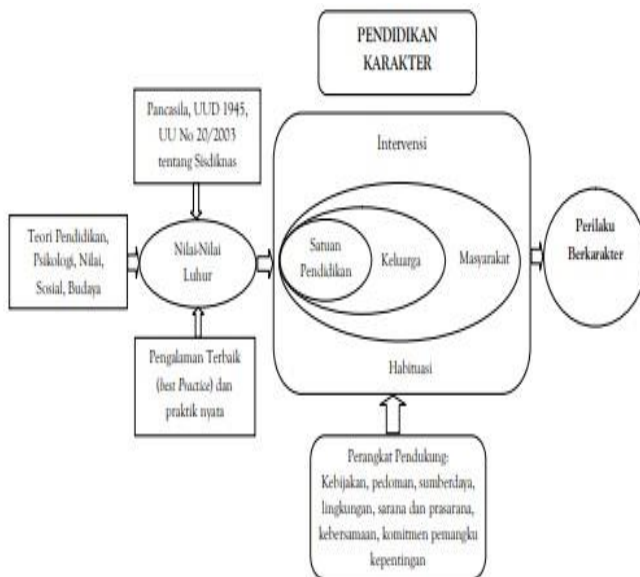 PENDIDIKAN
KARAKTER
Pancasila, UUD 1945,
UU No 20/2003
tentang Sisdiknas
Teori Pendidikan,
Psikologi, Nilai,
Sosial, Budaya
Nilai-Nilai
Luhur
Pengalaman Terbaik
(best Practice) dan
praktik nyata
Intervensi
Satuan
Pendidikan
Keluarga
Masyarakat
Habituasi
Perilaku
Berkarakter
Perangkat Pendukung:
Kebijakan, pedoman, sumberdaya,
lingkungan, sarana dan prasarana,
kebersamaan, komitmen pemangku
kepentingan